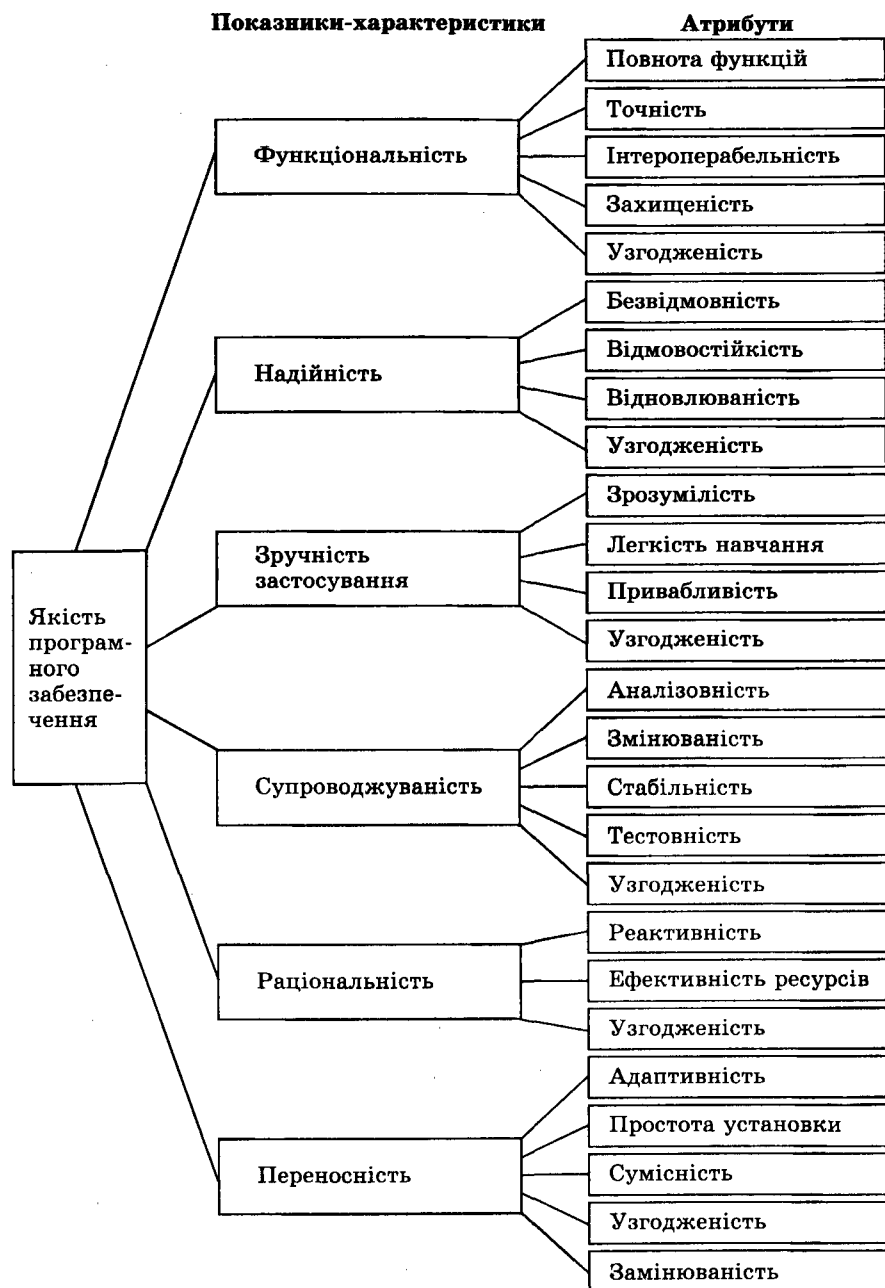 Показники-характеристики
Атрибути
Якість
програм-
ного
забезпе-
чення
Функціональність
Повнота функцій
Точність
Інтероперабельність
Захищеність
Узгодженість
Надійність
Безвідмовність
Відмовостійкість
Відновлюваність
Узгодженість
Зручність
застосування
Зрозумілість
Легкість навчання
Привабливість
Узгодженість
Супроводжуваність
Аналізовність
Змінюваність
Стабільність
Тестовність
Узгодженість
Раціональність
Реактивність
Ефективність ресурсів
Узгодженість
Переносність
Адаптивність
Простота установки
Сумісність
Узгодженість
Замінюваність